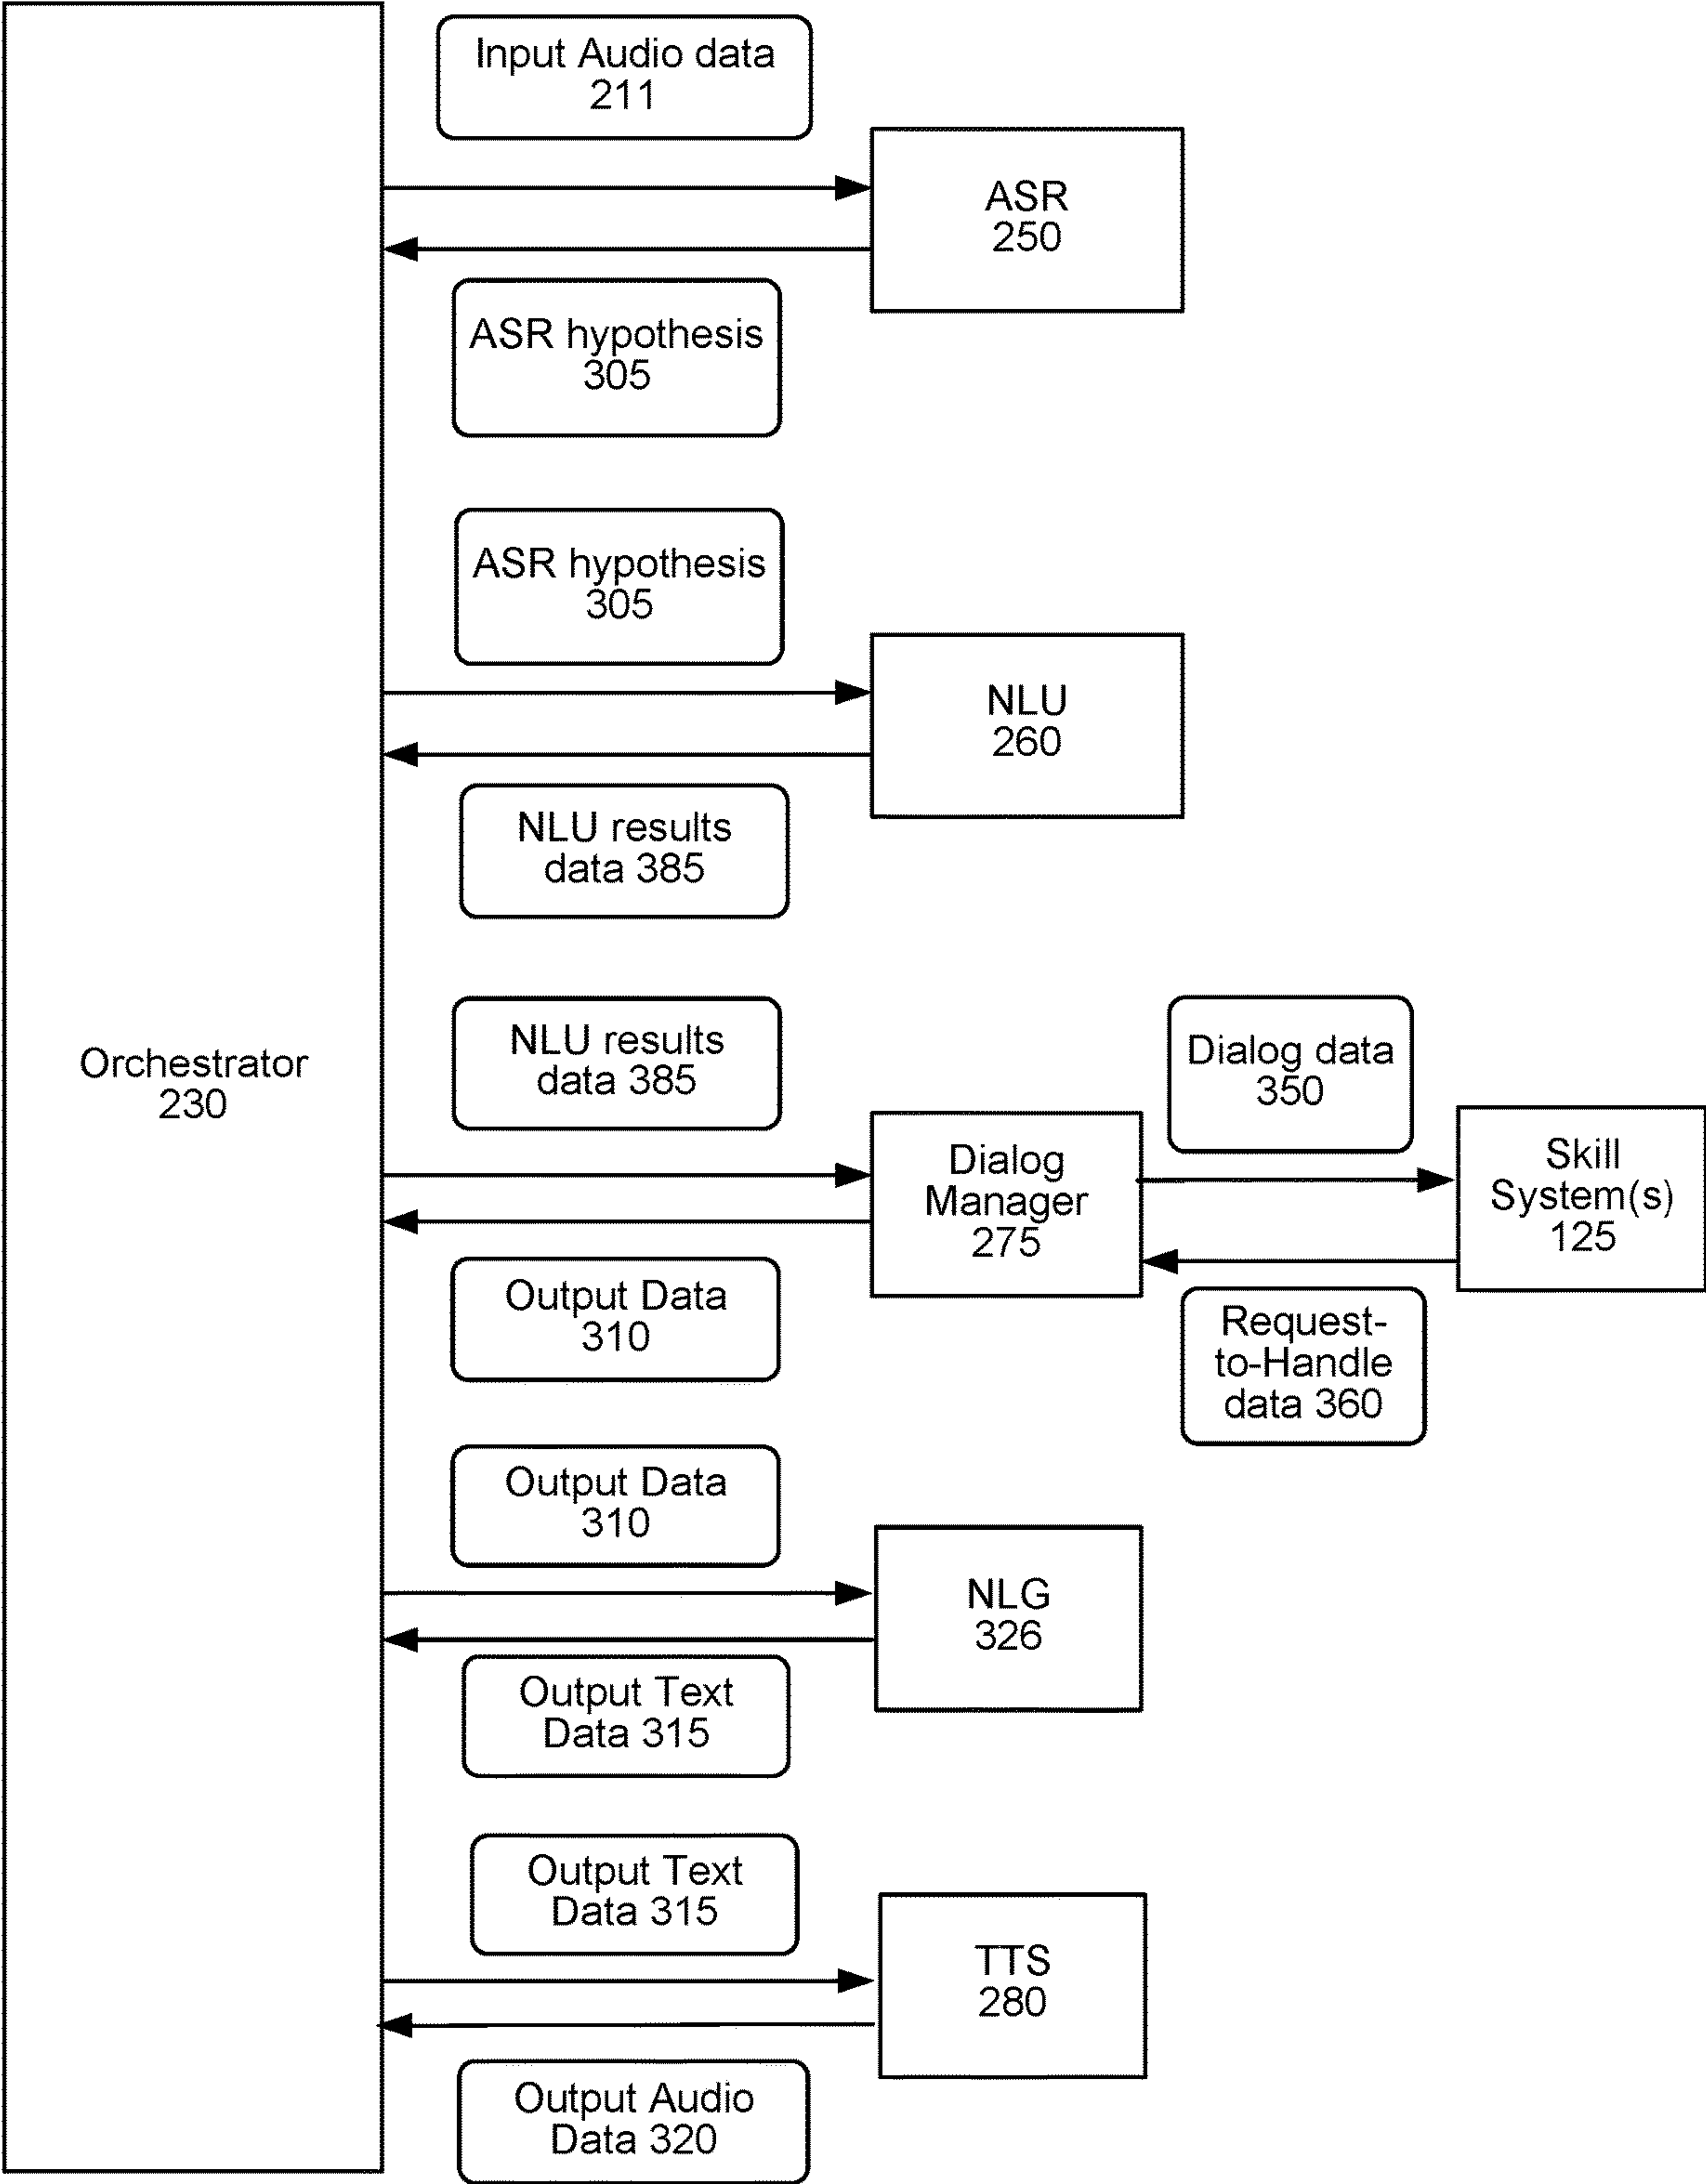 Input Audio data
211
ASR
250
ASR hypothesis
305
ASR hypothesis
305
NLU
260
NLU results
data 385
NLU results
data 385
Dialog data
350
Orchestrator
230
Dialog
Manager
275
Skill
System(s)
125
Output Data
310
Request-
to-Handle
data 360
Output Data
310
NLG
326
Output Text
Data 315
Output Text
Data 315
TTS
280
Output Audio
Data 320